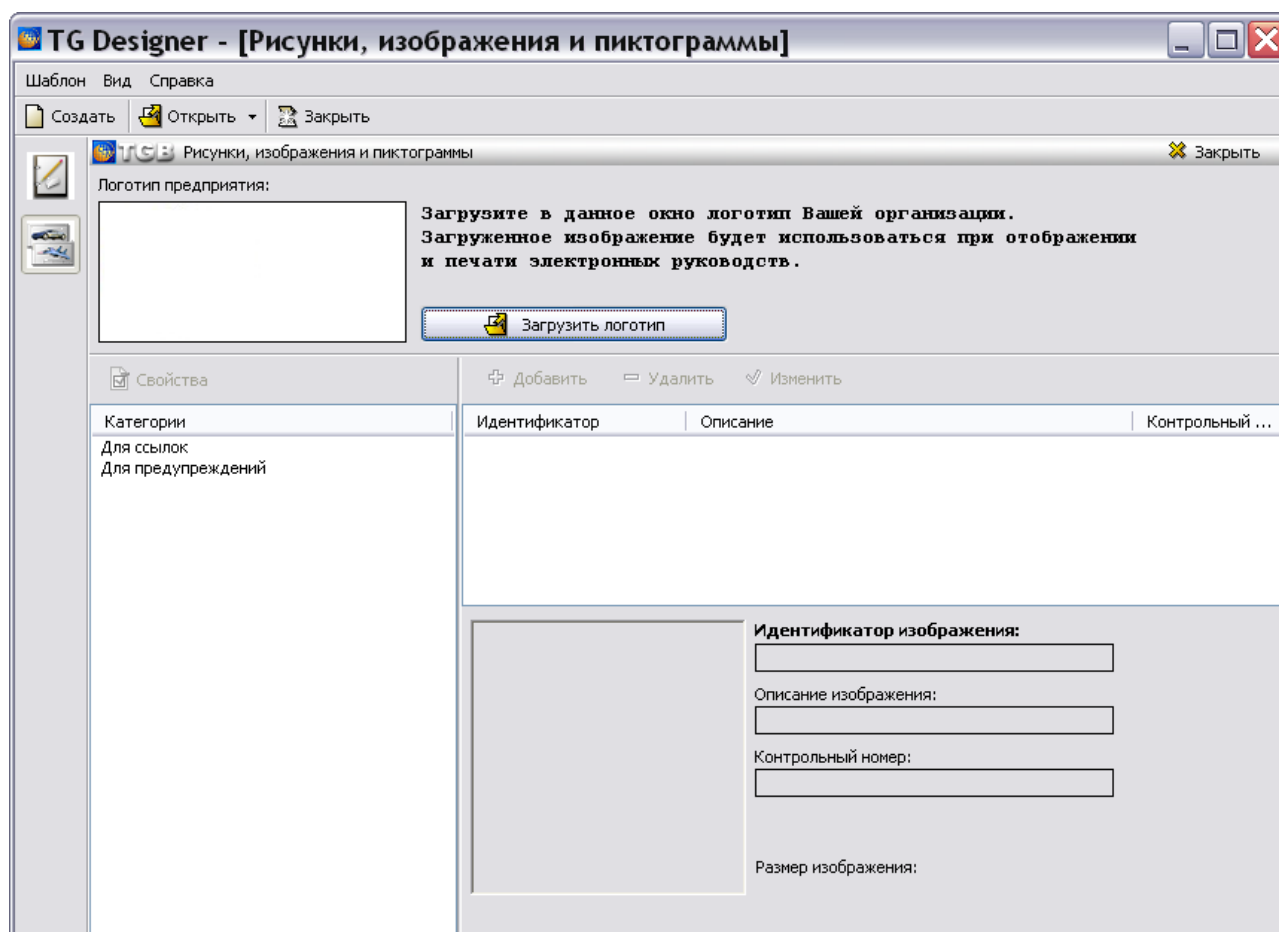 TG Designer - [Рисунки, изображения и пиктограммы]
Шаблон Вид Справка
Создать Открыть Закрыть
TGB Рисунки, изображения и пиктограммы Закрыть
Логотип предприятия:
Загрузите в данное окно логотип Вашей организации.
Загруженное изображение будет использоваться при отображении
и печати электронных руководств.
Загрузить логотип
Свойства Добавить Удалить Изменить
Категории Идентификатор Описание Контрольный ...
Для ссылок
Для предупреждений
Идентификатор изображения:
Описание изображения:
Контрольный номер:
Размер изображения: